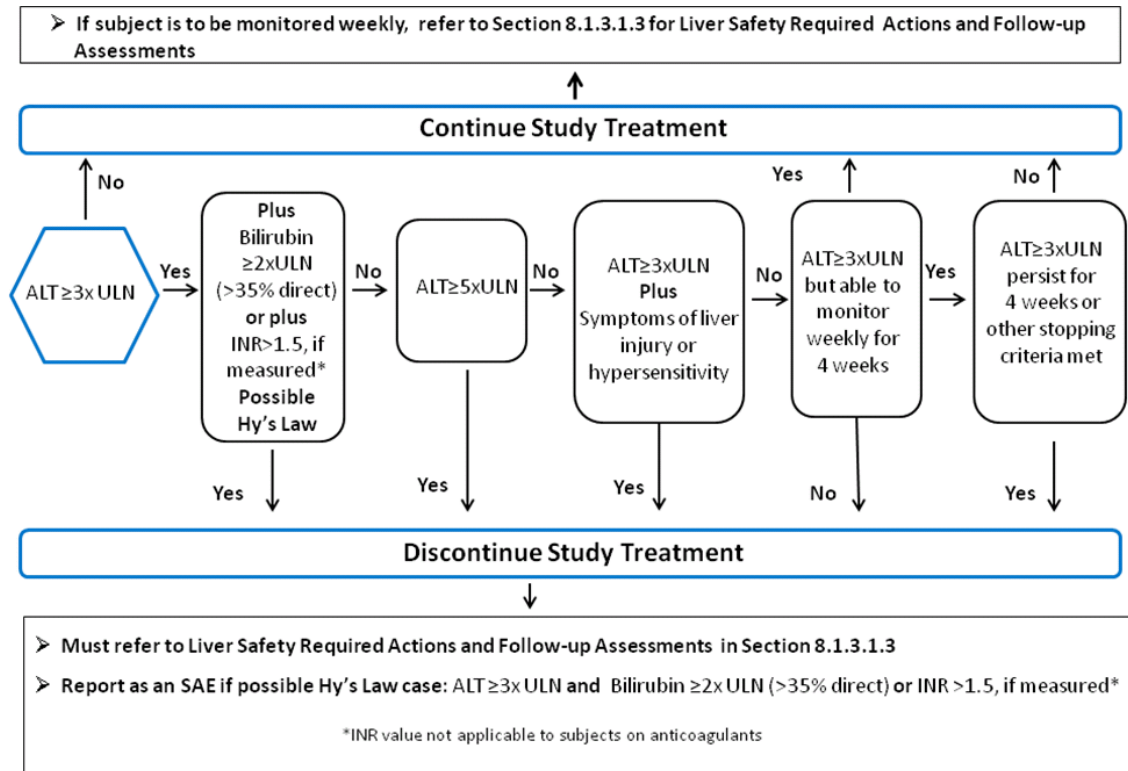 ➢ If subject is to be monitored weekly, refer to Section 8.1.3.1.3 for Liver Safety Required Actions and Follow-up
Assessments
Continue Study Treatment
No
Yes
No
ALT ≥3x ULN
Yes
Plus
Bilirubin
≥2xULN
(>35% direct)
or plus
INR>1.5, if
measured*
Possible
Hy's Law
No
ALT≥5xULN
No
ALT≥3xULN
Plus
Symptoms of liver
injury or
hypersensitivity
No
ALT≥3xULN
but able to
monitor
weekly for
4 weeks
Yes
ALT≥3xULN
persist for
4 weeks or
other stopping
criteria met
Yes
Yes
Yes
No
Yes
Discontinue Study Treatment
➢ Must refer to Liver Safety Required Actions and Follow-up Assessments in Section 8.1.3.1.3
➢ Report as an SAE if possible Hy's Law case: ALT≥3x ULN and Bilirubin ≥2x ULN (>35% direct) or INR >1.5, if measured*
*INR value not applicable to subjects on anticoagulants